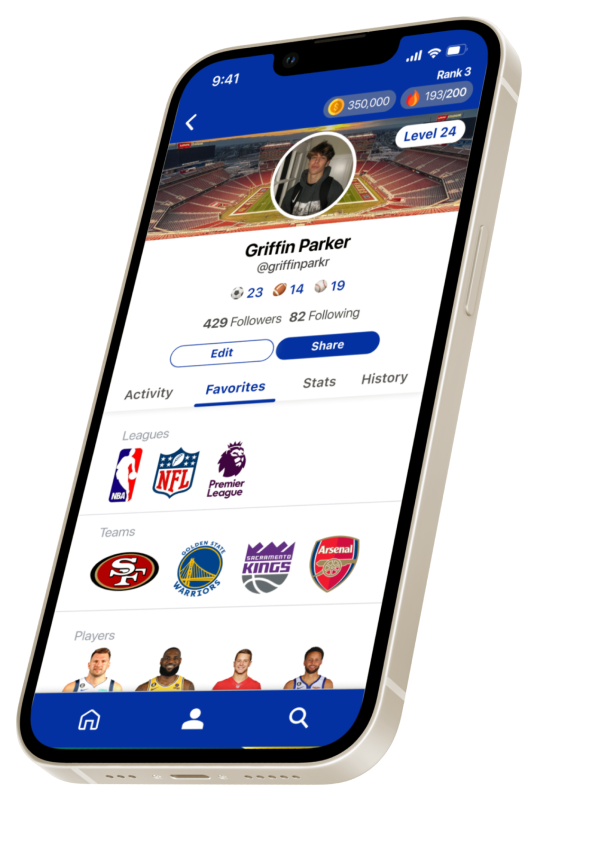 9:41
Rank 3
350,000
193/200
Level 24
Griffin Parker
@griffinparkr
23 14 19
429 Followers 82 Following
Edit
Share
Activity Favorites Stats History
Leagues
NBA
NFL
Premier
League
Teams
SF
GOLDEN STATE
WARRIORS
SACRAMENTO
KINGS
Arsenal
Players